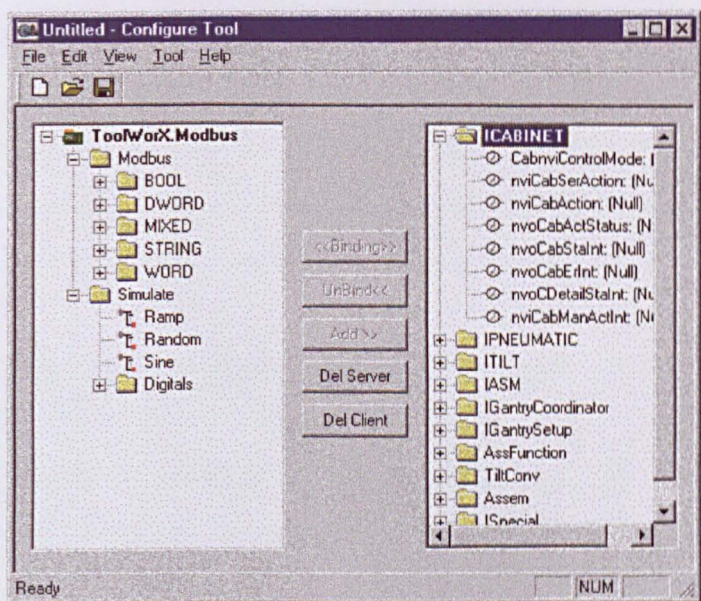 Untitled - Configure Tool
File Edit View Tool Help
ToolWorX.Modbus
Modbus
BOOL
DWORD
MIXED
STRING
WORD
Simulate
Ramp
Random
Sine
Digitals
<<Binding>>
UnBind<<
Add >>
Del Server
Del Client
ICABINET
CabnviControlMode: (
nviCabSerAction: (Nu
nviCabAction: (Null)
nvoCabActStatus: (N
nvoCabStaInt: (Null)
nvoCabErInt: (Null)
nvoCDetailStaInt: (Nu
nviCabManActInt: (Nu
IPNEUMATIC
ITILT
IASM
IGantryCoordinator
IGantrySetup
AssFunction
TiltConv
Assem
ISpecial
Ready
NUM